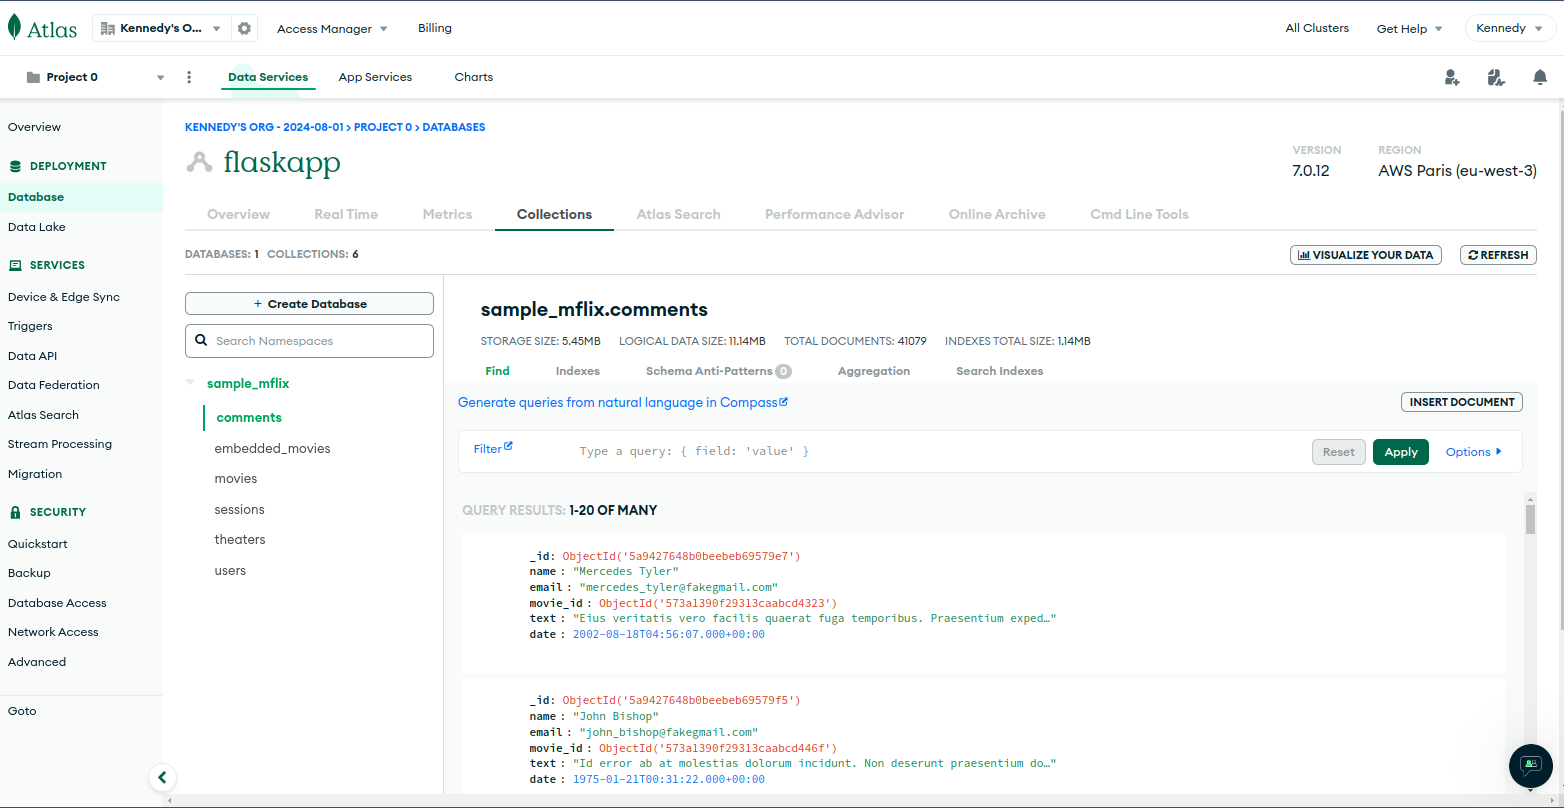 Atlas
Kennedy's O...
Access Manager
Billing
All Clusters
Get Help
Kennedy
Project 0
Data Services
App Services
Charts
Overview
DEPLOYMENT
Database
Data Lake
SERVICES
Device & Edge Sync
Triggers
Data API
Data Federation
Atlas Search
Stream Processing
Migration
SECURITY
Quickstart
Backup
Database Access
Network Access
Advanced
Goto
KENNEDY'S ORG - 2024-08-01 > PROJECT 0 > DATABASES
flaskapp
VERSION
7.0.12
REGION
AWS Paris (eu-west-3)
Overview
Real Time
Metrics
Collections
Atlas Search
Performance Advisor
Online Archive
Cmd Line Tools
DATABASES: 1 COLLECTIONS: 6
VISUALIZE YOUR DATA
REFRESH
+ Create Database
Search Namespaces
sample_mflix
comments
embedded_movies
movies
sessions
theaters
users
sample_mflix.comments
STORAGE SIZE: 5.45MB LOGICAL DATA SIZE: 11.14MB TOTAL DOCUMENTS: 41079 INDEXES TOTAL SIZE: 1.14MB
Find
Indexes
Schema Anti-Patterns 0
Aggregation
Search Indexes
Generate queries from natural language in Compass
INSERT DOCUMENT
Filter
Type a query: { field: 'value' }
Reset
Apply
Options
QUERY RESULTS: 1-20 OF MANY
_id: ObjectId('5a9427648b0beebeb69579e7')
name : "Mercedes Tyler"
email : "mercedes_tyler@fakegmail.com"
movie_id : ObjectId('573a1390f29313caabcd4323')
text : "Eius veritatis vero facilis quaerat fuga temporibus. Praesentium exped…"
date : 2002-08-18T04:56:07.000+00:00
_id: ObjectId('5a9427648b0beebeb69579f5')
name : "John Bishop"
email : "john_bishop@fakegmail.com"
movie_id : ObjectId('573a1390f29313caabcd446f')
text : "Id error ab at molestias dolorum incidunt. Non deserunt praesentium do…"
date : 1975-01-21T00:31:22.000+00:00